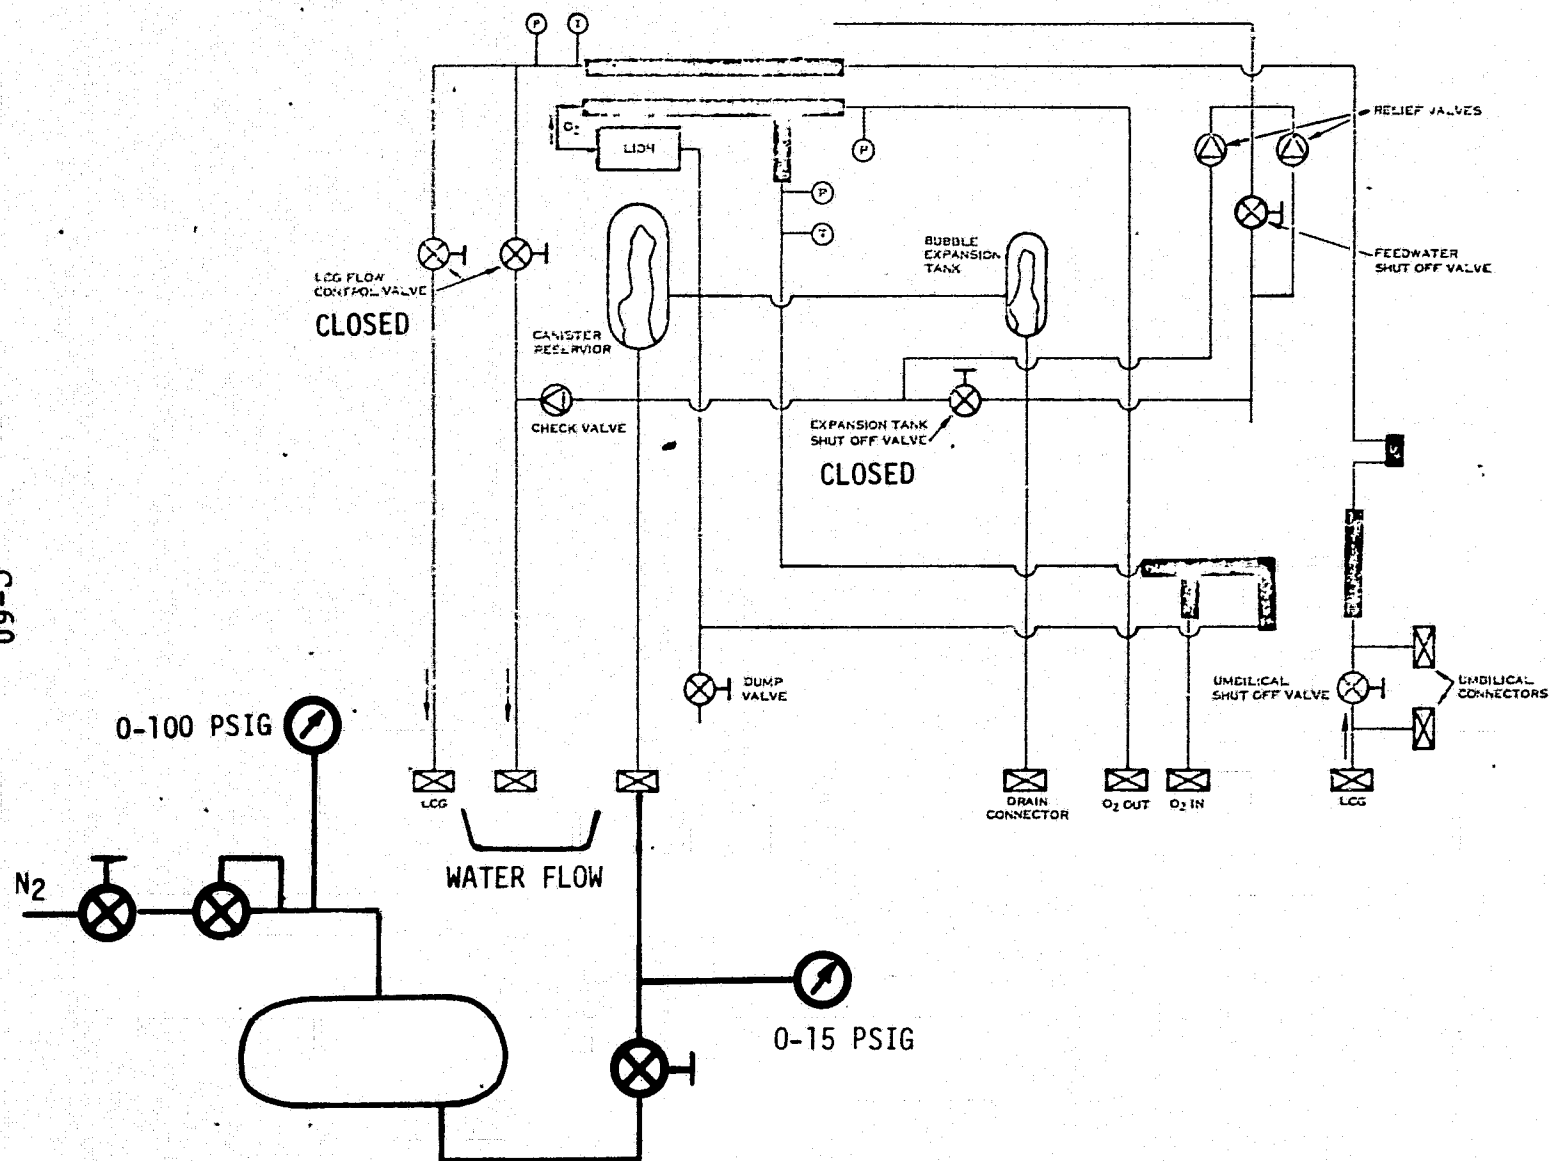 P
T
RELIEF VALVES
O2
P
P
T
BUBBLE
EXPANSION
TANK
FEEDWATER
SHUT OFF VALVE
LCG FLOW
CONTROL VALVE
CLOSED
CANISTER
RESERVIOR
CHECK VALVE
EXPANSION TANK
SHUT OFF VALVE
CLOSED
DUMP
VALVE
UMBILICAL
SHUT OFF VALVE
UMBILICAL
CONNECTORS
0-100 PSIG
LCG
DRAIN
CONNECTOR
O2 OUT
O2 IN
LCG
WATER FLOW
N2
0-15 PSIG